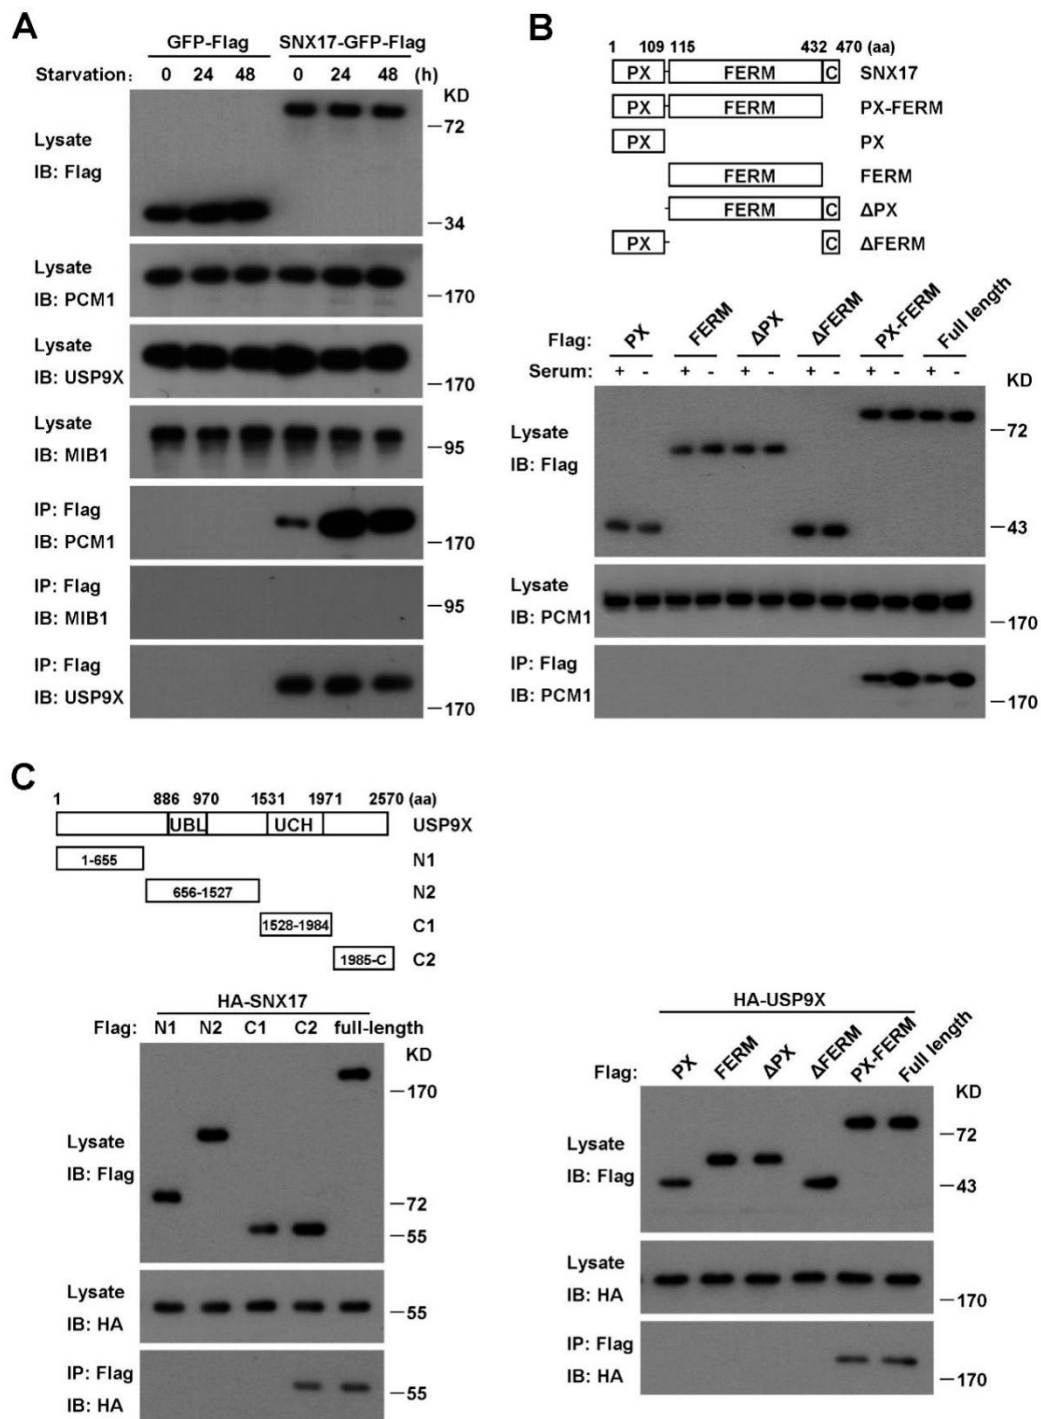 A
GFP-Flag SNX17-GFP-Flag
Starvation: 0 24 48 0 24 48 (h)
KD
Lysate
IB: Flag
72
34
Lysate
IB: PCM1
170
Lysate
IB: USP9X
170
Lysate
IB: MIB1
95
IP: Flag
IB: PCM1
170
IP: Flag
IB: MIB1
95
IP: Flag
IB: USP9X
170
B
1 109 115 432 470 (aa)
PX FERM C SNX17
PX FERM PX-FERM
PX PX
FERM FERM
FERM C ΔPX
PX C ΔFERM
Flag: PX FERM ΔPX ΔFERM PX-FERM Full length
Serum: + - + - + - + - + - + -
KD
Lysate
IB: Flag
72
43
Lysate
IB: PCM1
170
IP: Flag
IB: PCM1
170
C
1 886 970 1531 1971 2570 (aa)
UBL UCH USP9X
1-655 N1
656-1527 N2
1528-1984 C1
1985-C C2
HA-SNX17
Flag: N1 N2 C1 C2 full-length
KD
Lysate
IB: Flag
170
72
55
Lysate
IB: HA
55
IP: Flag
IB: HA
55
HA-USP9X
Flag: PX FERM ΔPX ΔFERM PX-FERM Full length
KD
Lysate
IB: Flag
72
43
Lysate
IB: HA
170
IP: Flag
IB: HA
170